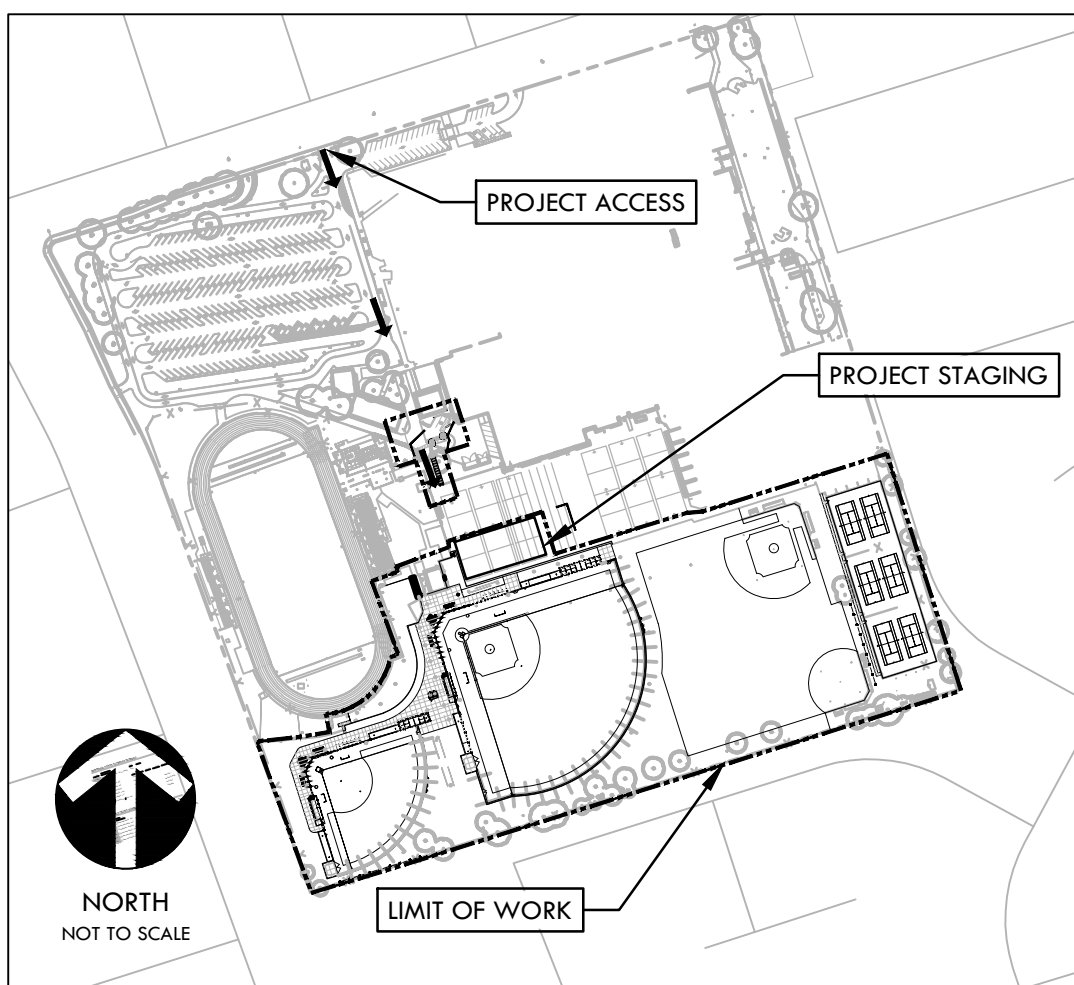 PROJECT ACCESS
PROJECT STAGING
LIMIT OF WORK
NORTH
NOT TO SCALE